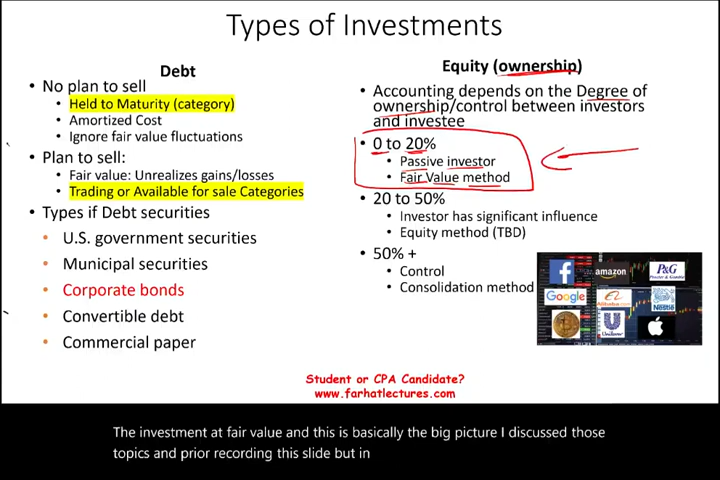 Types of Investments
Debt
• No plan to sell
• Held to Maturity (category)
• Amortized Cost
• Ignore fair value fluctuations
• Plan to sell:
• Fair value: Unrealizes gains/losses
• Trading or Available for sale Categories
• Types if Debt securities
• U.S. government securities
• Municipal securities
• Corporate bonds
• Convertible debt
• Commercial paper
Equity (ownership)
• Accounting depends on the Degree of
ownership/control between investors
and investee
• 0 to 20%
• Passive investor
• Fair Value method
• 20 to 50%
• Investor has significant influence
• Equity method (TBD)
• 50% +
• Control
• Consolidation method
f amazon P&G
Google Alibaba.com Nestlé
Unilever
Student or CPA Candidate?
www.farhatlectures.com
The investment at fair value and this is basically the big picture I discussed those
topics and prior recording this slide but in